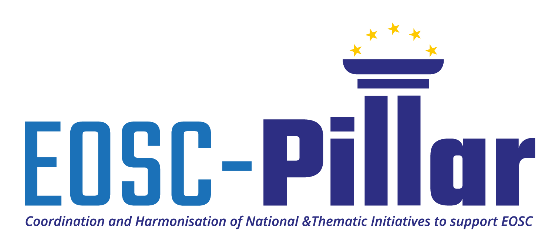 EOSC-Pillar
Coordination and Harmonisation of National &Thematic Initiatives to support EOSC